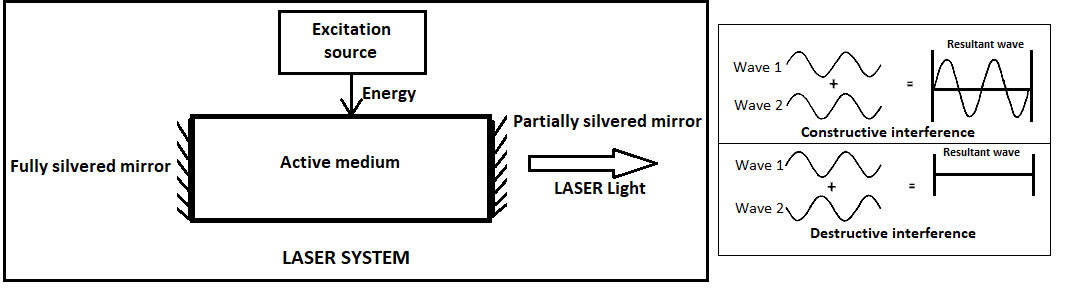 Excitation
source
Energy
Partially silvered mirror
Fully silvered mirror
Active medium
LASER Light
LASER SYSTEM
Resultant wave
Wave 1
+
=
Wave 2
Constructive interference
Resultant wave
Wave 1
+
=
Wave 2
Destructive interference